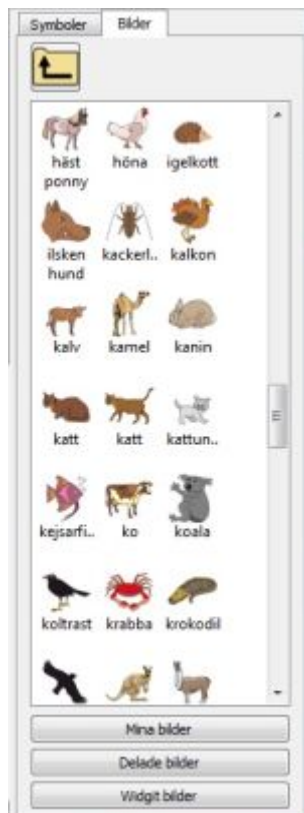 Symboler Bilder
häst ponny höna igelkott
ilsken hund kackerl.. kalkon
kalv kamel kanin
katt katt kattun..
kejsarfi.. ko koala
koltrast krabba krokodil
Mina bilder
Delade bilder
Widgit bilder